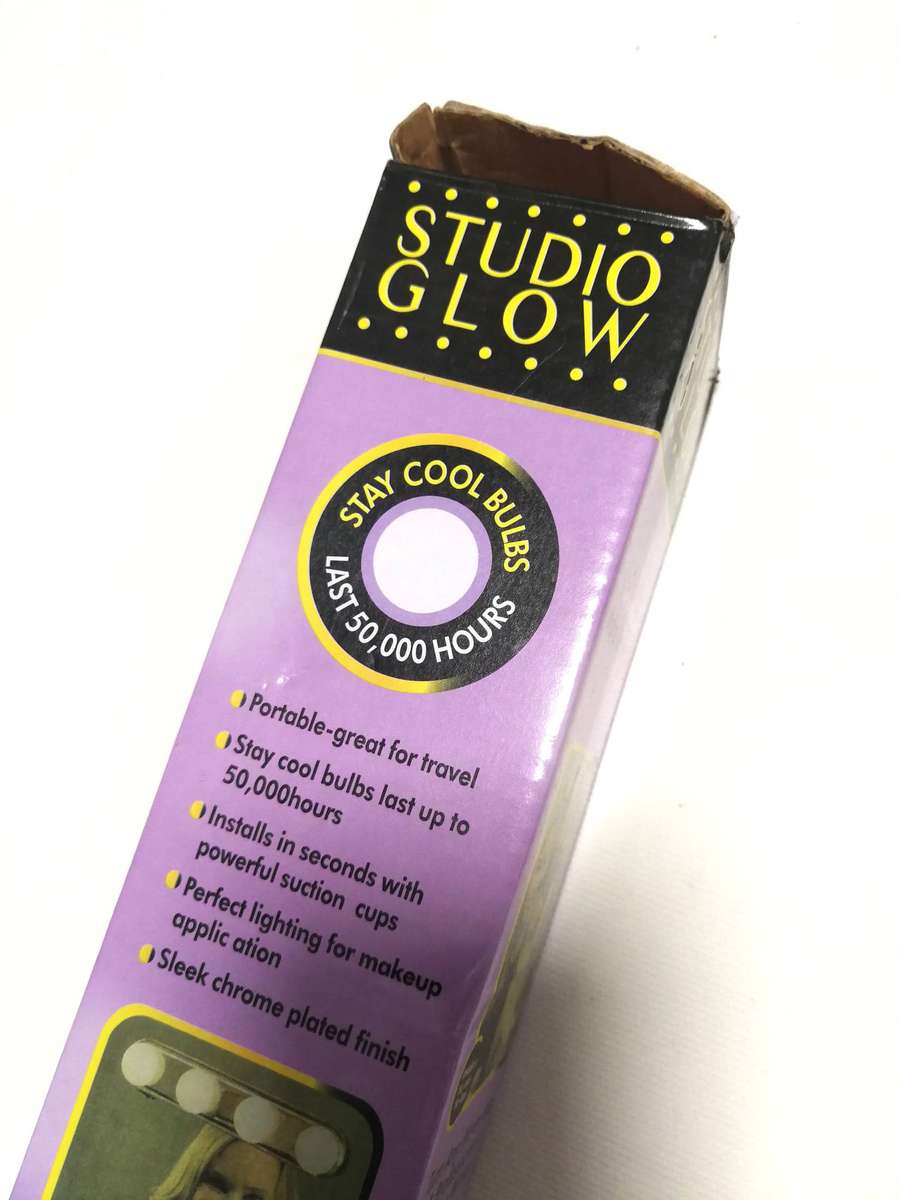 STUDIO
GLOW
STAY COOL BULBS
LAST 50,000 HOURS
Portable-great for travel
Stay cool bulbs last up to
50,000hours
Installs in seconds with
powerful suction cups
Perfect lighting for makeup
applic ation
Sleek chrome plated finish